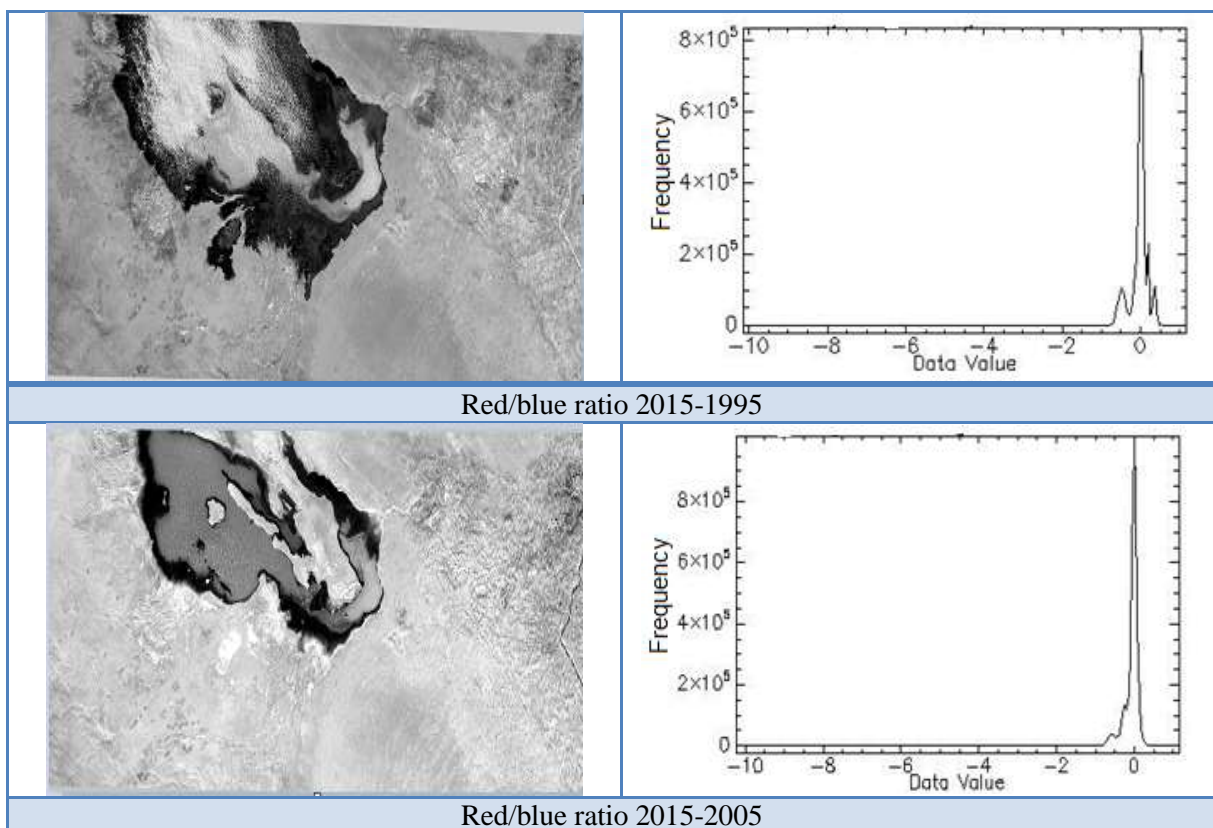 8×10⁵
6×10⁵
4×10⁵
2×10⁵
0
Frequency
−10 −8 −6 −4 −2 0
Data Value
Red/blue ratio 2015-1995
8×10⁵
6×10⁵
4×10⁵
2×10⁵
0
Frequency
−10 −8 −6 −4 −2 0
Data Value
Red/blue ratio 2015-2005